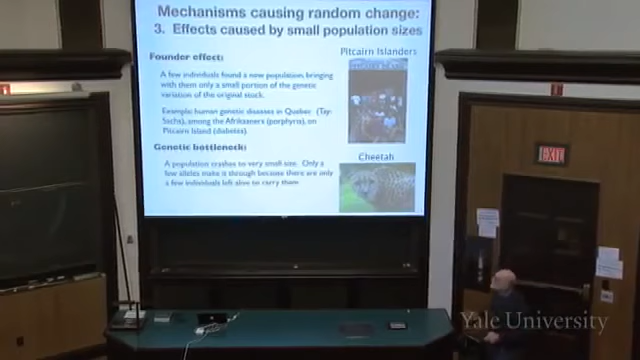 Mechanisms causing random change:
3. Effects caused by small population sizes
Founder effect:
A few individuals found a new population, bringing
with them only a small portion of the genetic
variation of the original stock.
Example: human genetic diseases in Quebec (Tay-
Sachs), among the Afrikaaners (porphyria), on
Pitcairn Island (diabetes).
Genetic bottleneck:
A population crashes to very small size. Only a
few alleles make it through because there are only
a few individuals left alive to carry them
Pitcairn Islanders
Cheetah
EXIT
Yale University